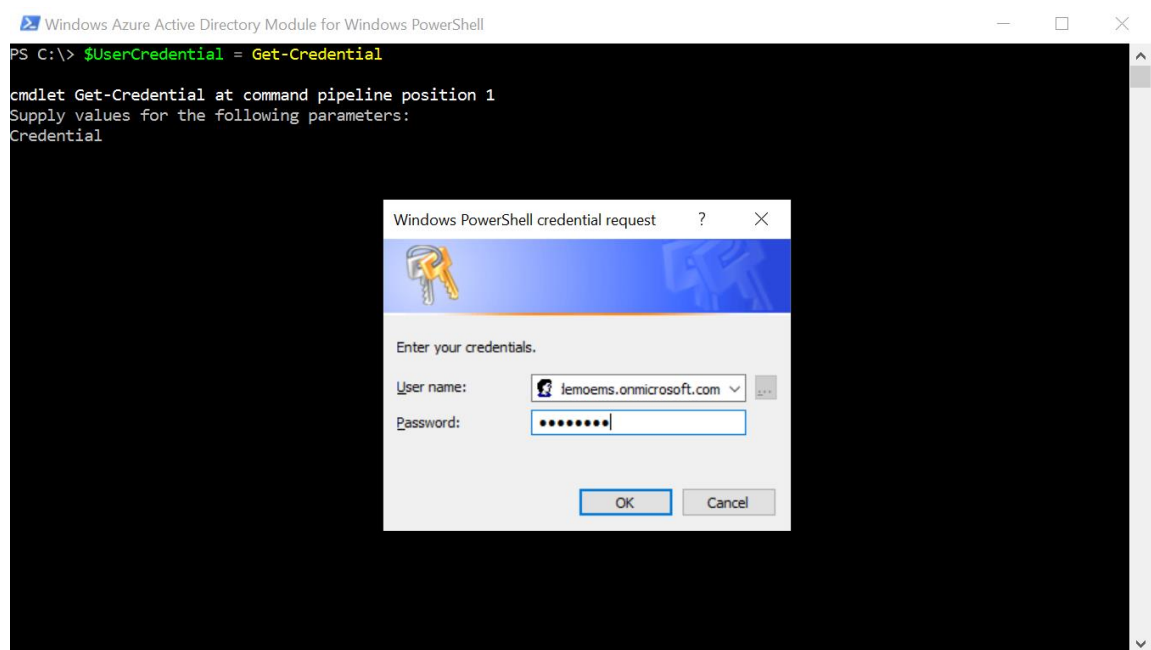 Windows Azure Active Directory Module for Windows PowerShell
PS C:\> $UserCredential = Get-Credential
cmdlet Get-Credential at command pipeline position 1
Supply values for the following parameters:
Credential
Windows PowerShell credential request ?
Enter your credentials.
User name: lemoems.onmicrosoft.com ...
Password: ••••••••
OK Cancel